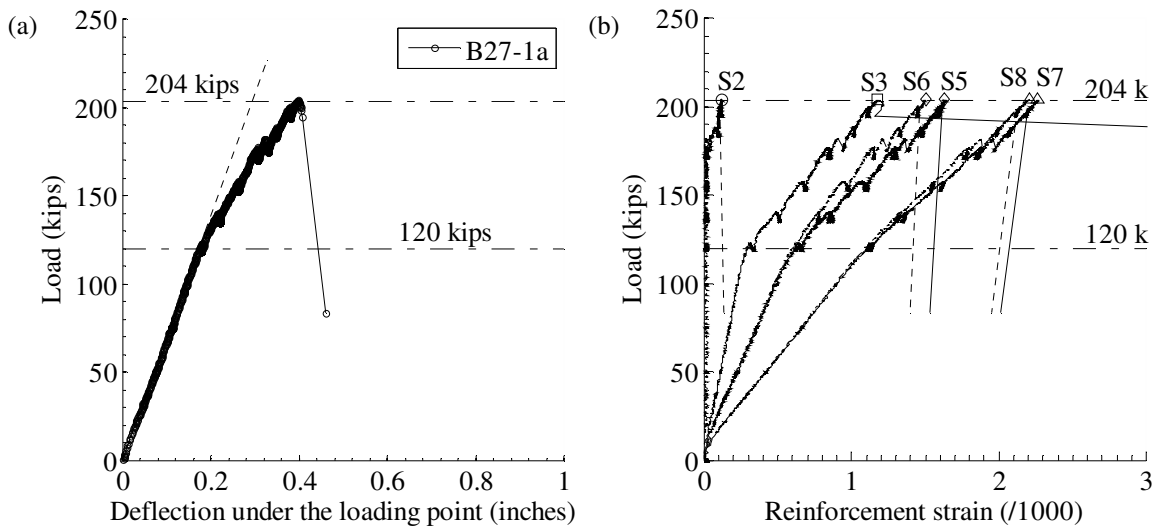 (a)
250
200
150
100
50
0
Load (kips)
B27-1a
204 kips
120 kips
0 0.2 0.4 0.6 0.8 1
Deflection under the loading point (inches)
(b)
250
200
150
100
50
0
Load (kips)
S2 S3 S6 S5 S8 S7
204 k
120 k
0 1 2 3
Reinforcement strain (/1000)